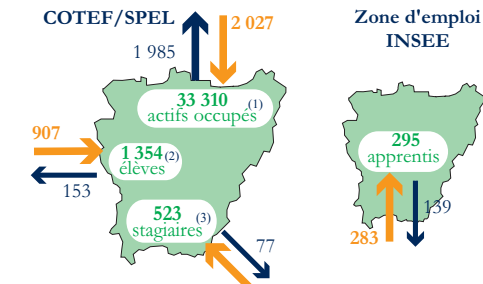 COTEF/SPEL
2 027
Zone d'emploi
INSEE
1 985
33 310 (1)
actifs occupés
907
1 354 (2)
élèves
153
295
apprentis
523 (3)
stagiaires
77
139
283